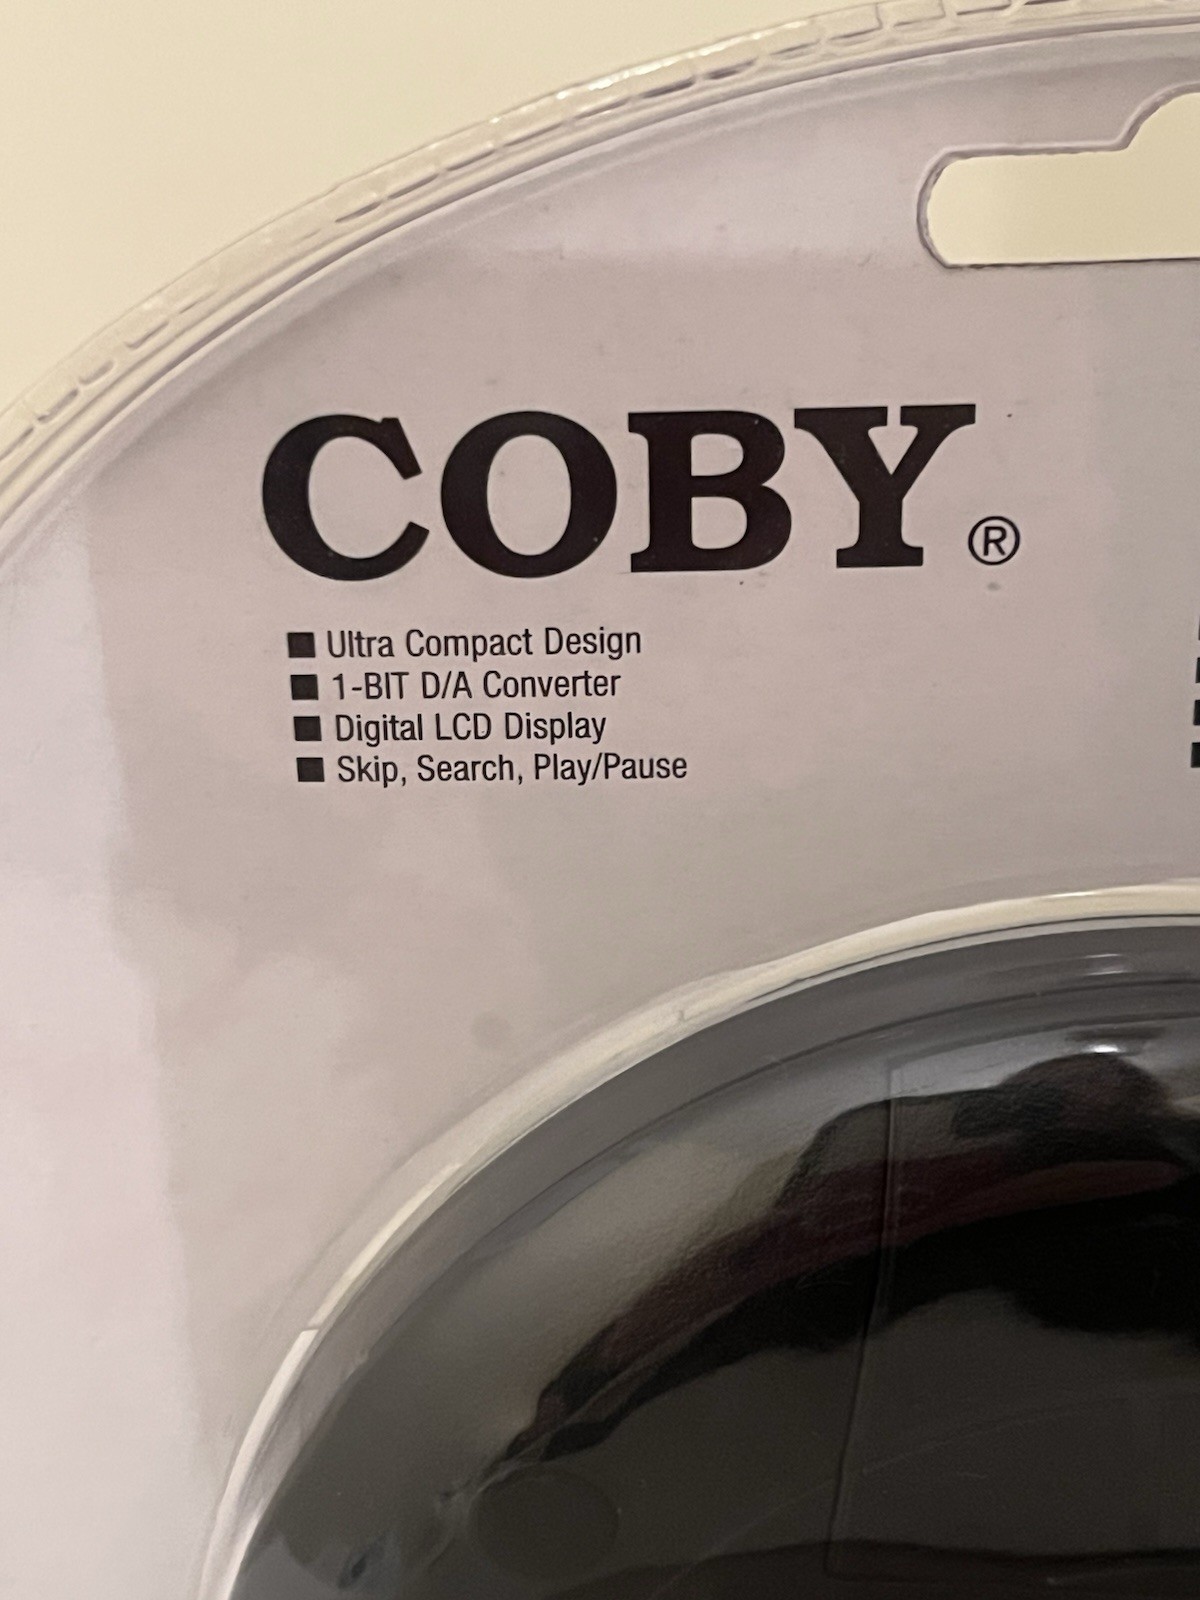 COBY®
■ Ultra Compact Design
■ 1-BIT D/A Converter
■ Digital LCD Display
■ Skip, Search, Play/Pause